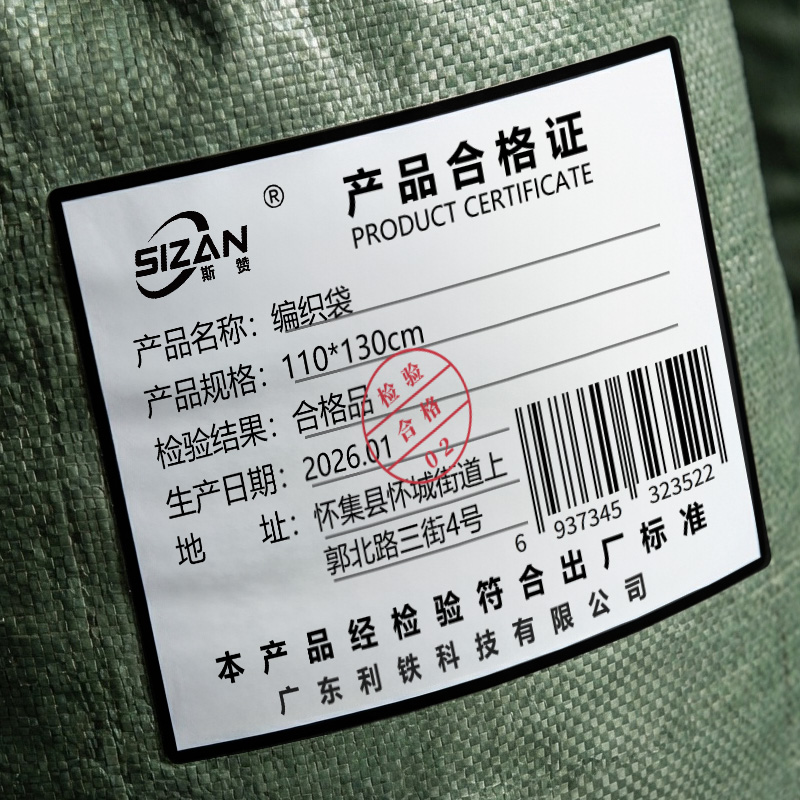 SIZAN ®
斯赞
产品合格证
PRODUCT CERTIFICATE
产品名称：编织袋
产品规格：110*130cm
检验结果：合格品
生产日期：2026.01
地 址：怀集县怀城街道上
郭北路三街4号
检验
合格
02
6 937345 323522
本产品经检验符合出厂标准
广东利铁科技有限公司